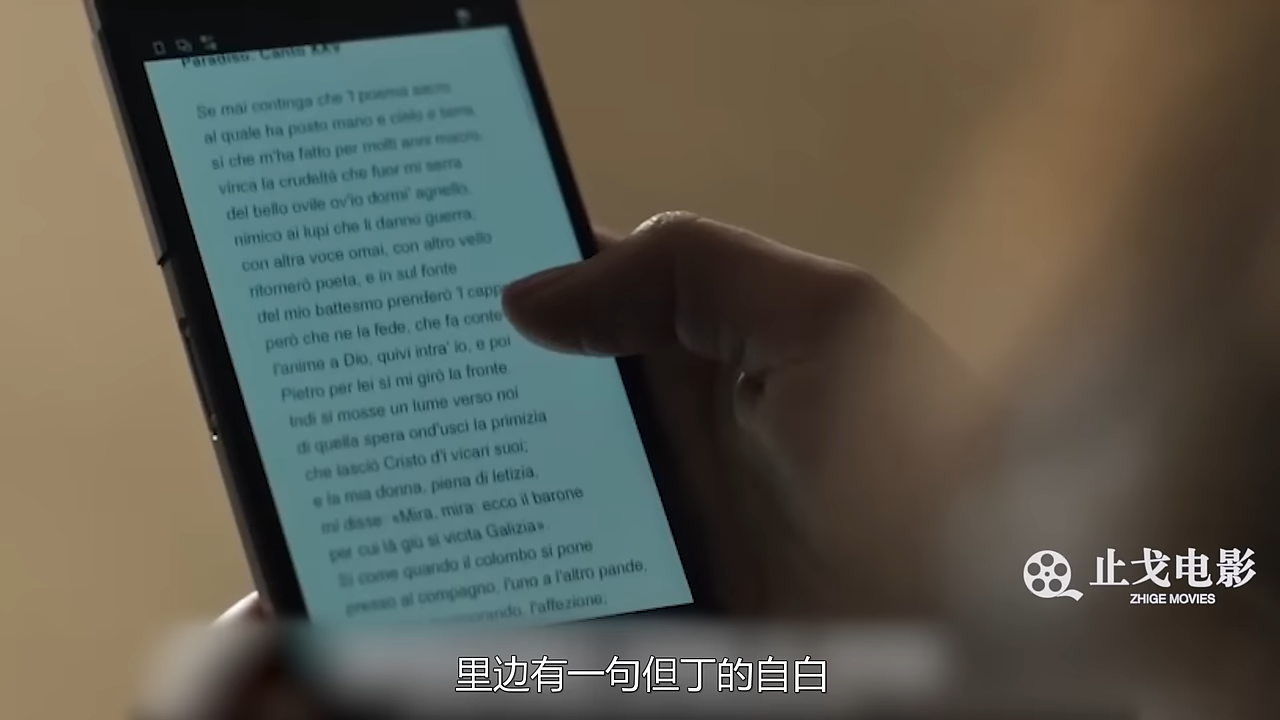 Paradiso. Canto XXV
Se mai continga che 'l poema sacro
al quale ha posto mano e cielo e terra,
sì che m'ha fatto per molti anni macro,
vinca la crudeltà che fuor mi serra
del bello ovile ov'io dormi' agnello,
nimico ai lupi che li danno guerra;
con altra voce omai, con altro vello
ritornerò poeta, e in sul fonte
del mio battesmo prenderò 'l capp
però che ne la fede, che fa conte
l'anime a Dio, quivi intra' io, e poi
Pietro per lei sì mi girò la fronte.
Indi si mosse un lume verso noi
di quella spera ond'uscì la primizia
che lasciò Cristo d'i vicari suoi;
e la mia donna, piena di letizia,
mi disse: «Mira, mira: ecco il barone
per cui là giù si vicita Galizia».
Sì come quando il colombo si pone
presso al compagno, l'uno a l'altro pande,
l'affezione;
止戈电影
ZHIGE MOVIES
里边有一句但丁的自白